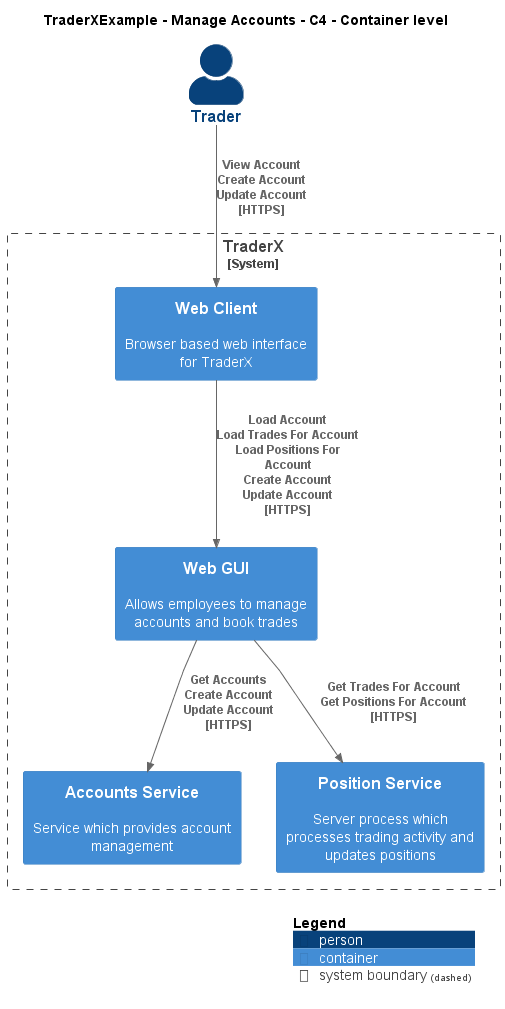 TraderXExample - Manage Accounts - C4 - Container level
Trader
View Account
Create Account
Update Account
[HTTPS]
TraderX
[System]
Web Client
Browser based web interface
for TraderX
Load Account
Load Trades For Account
Load Positions For
Account
Create Account
Update Account
[HTTPS]
Web GUI
Allows employees to manage
accounts and book trades
Get Accounts
Create Account
Update Account
[HTTPS]
Get Trades For Account
Get Positions For Account
[HTTPS]
Accounts Service
Service which provides account
management
Position Service
Server process which
processes trading activity and
updates positions
Legend
person
container
system boundary (dashed)